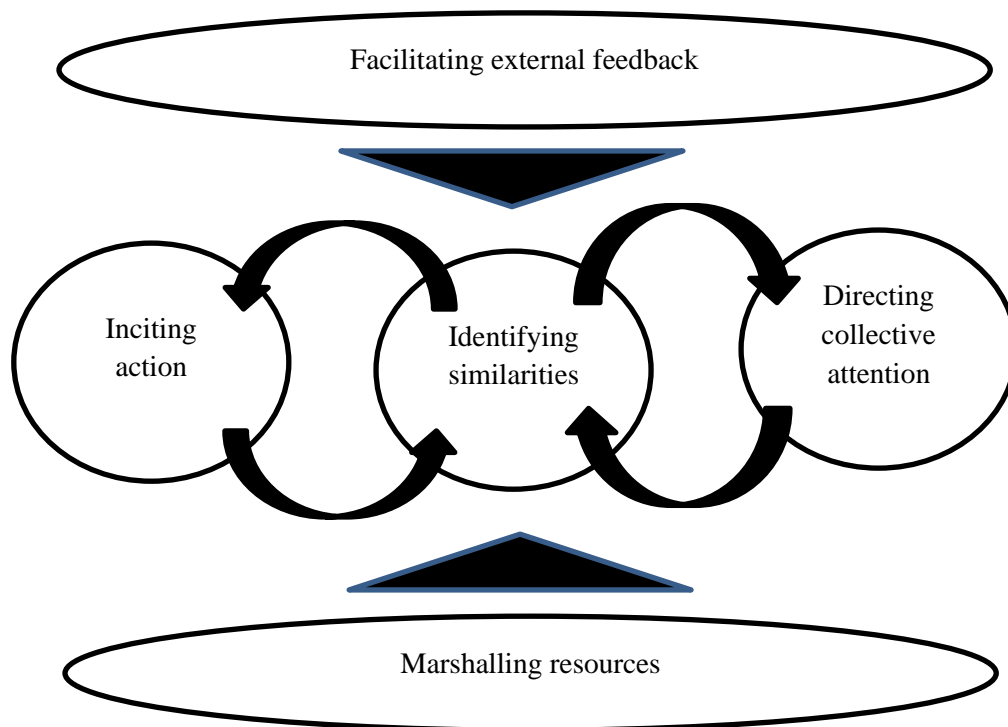 Facilitating external feedback
Inciting
action
Identifying
similarities
Directing
collective
attention
Marshalling resources